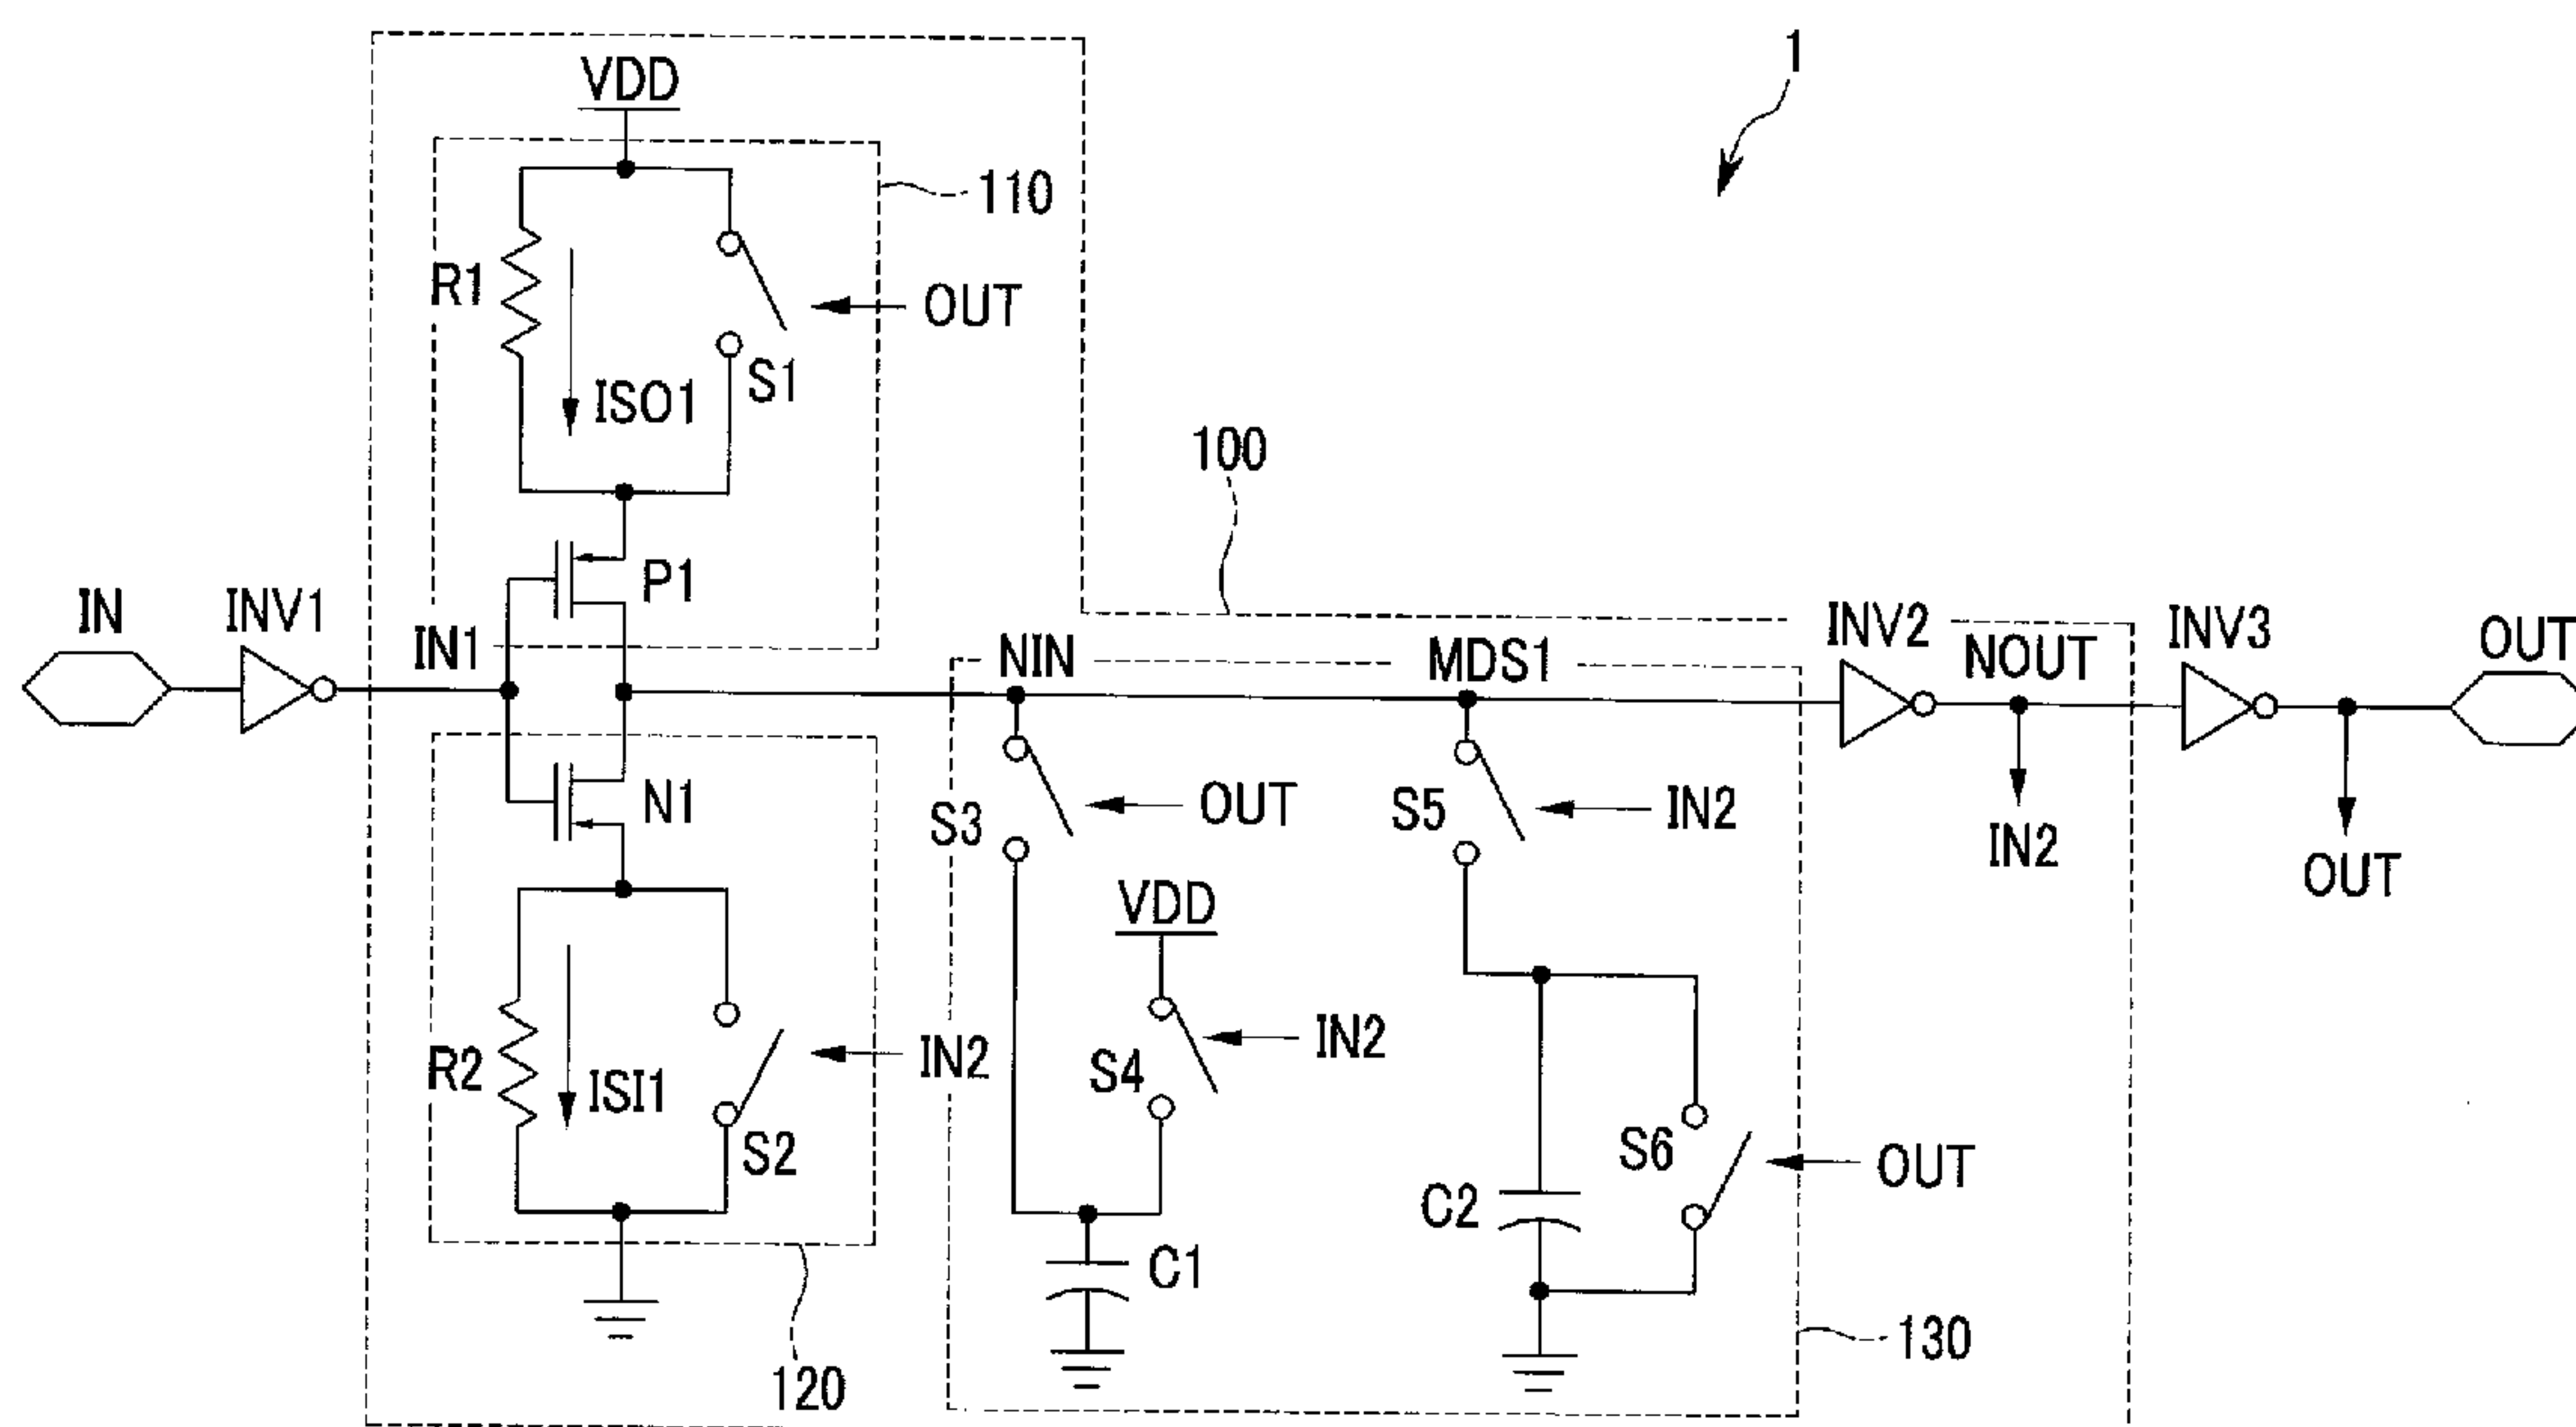 1
VDD
110
R1
OUT
S1
ISO1
100
P1
IN
INV1
IN1
NIN
MDS1
INV2
NOUT
INV3
OUT
N1
S3
OUT
S5
IN2
IN2
OUT
VDD
R2
ISI1
IN2
S4
IN2
S2
S6
OUT
C2
C1
120
130